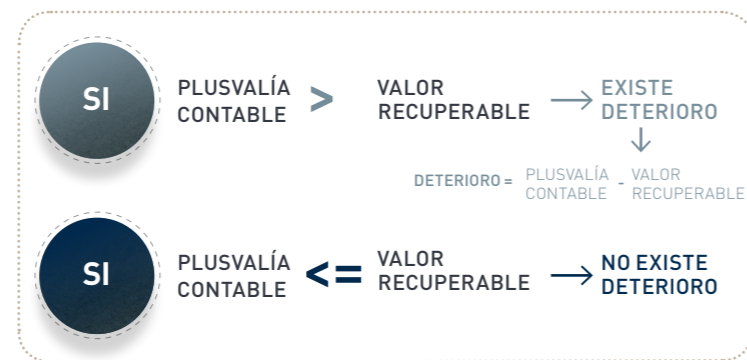 SI
PLUSVALÍA
CONTABLE
>
VALOR
RECUPERABLE
EXISTE
DETERIORO
DETERIORO =
PLUSVALÍA
CONTABLE
-
VALOR
RECUPERABLE
SI
PLUSVALÍA
CONTABLE
<=
VALOR
RECUPERABLE
NO EXISTE
DETERIORO